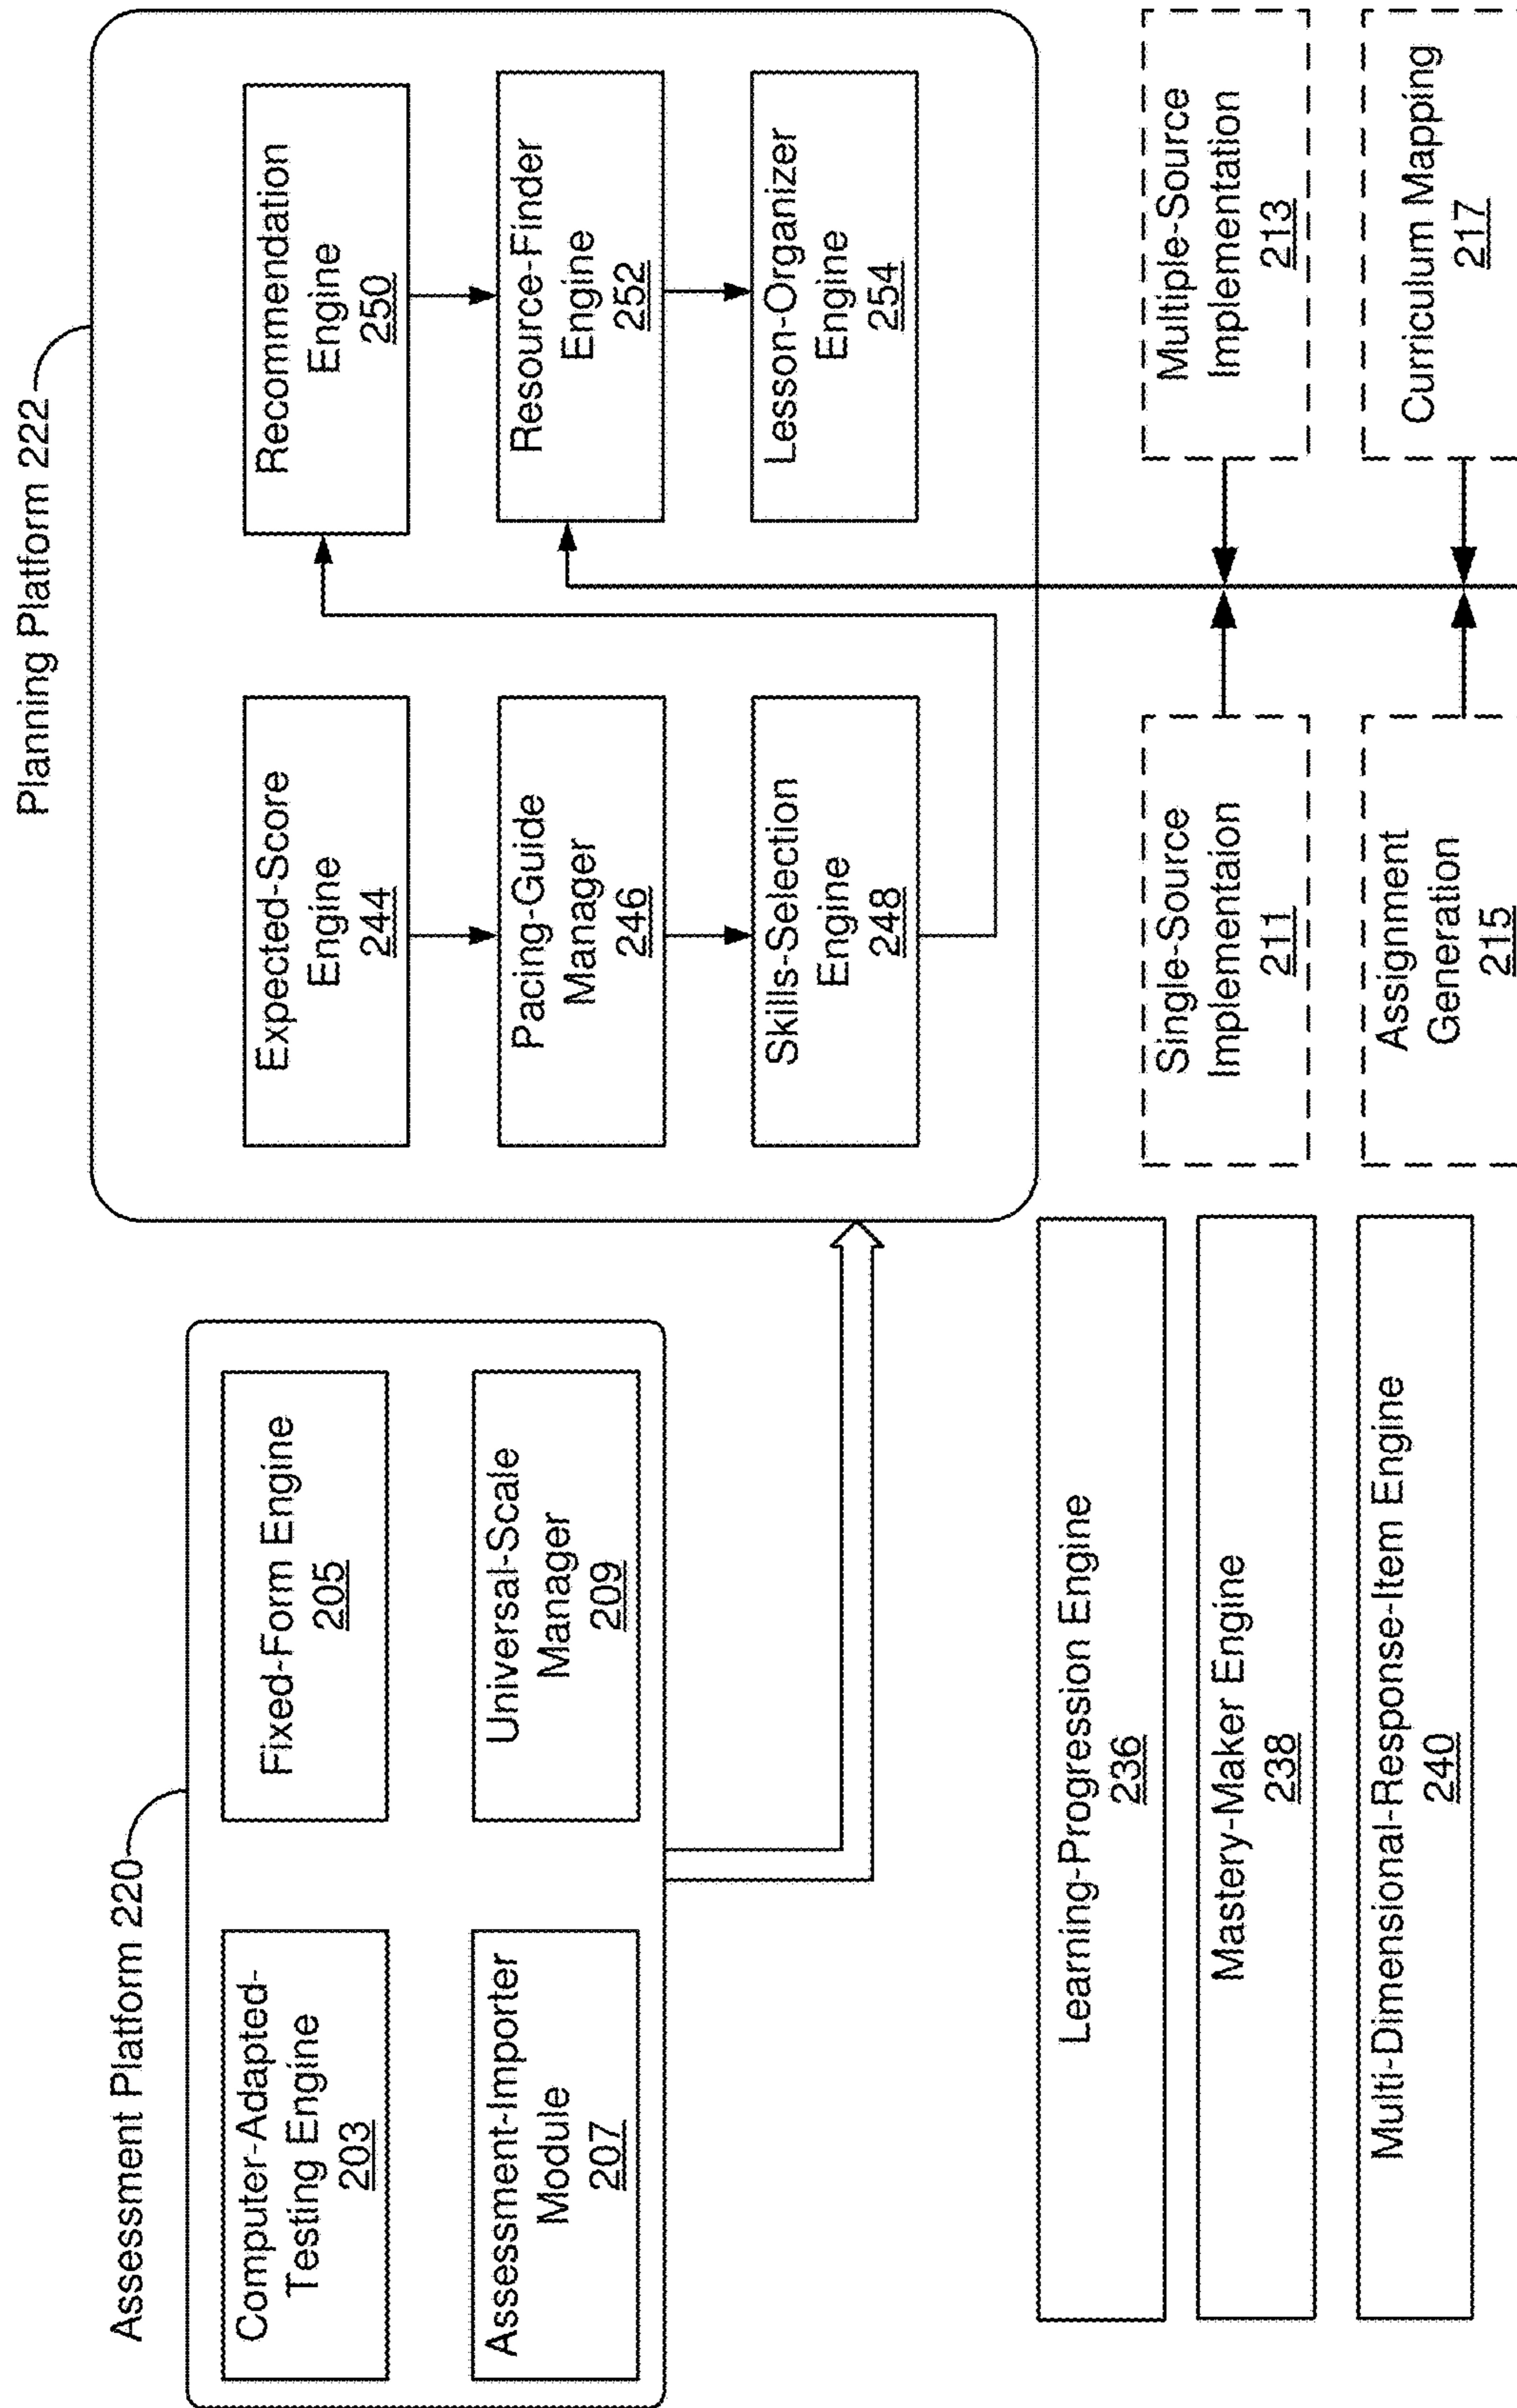 Assessment Platform 220
Computer-Adapted-
Testing Engine
203
Fixed-Form Engine
205
Assessment-Importer
Module
207
Universal-Scale
Manager
209
Planning Platform 222
Expected-Score
Engine
244
Recommendation
Engine
250
Pacing-Guide
Manager
246
Resource-Finder
Engine
252
Skills-Selection
Engine
248
Lesson-Organizer
Engine
254
Learning-Progression Engine
236
Mastery-Maker Engine
238
Multi-Dimensional-Response-Item Engine
240
Single-Source
Implementaion
211
Multiple-Source
Implementation
213
Assignment
Generation
215
Curriculum Mapping
217